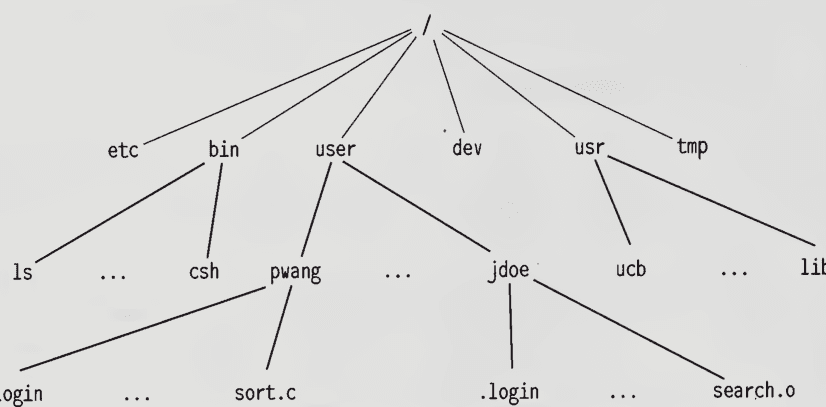 /
etc bin user dev usr tmp
ls ... csh pwang ... jdoe ucb ... lib
login ... sort.c .login ... search.o